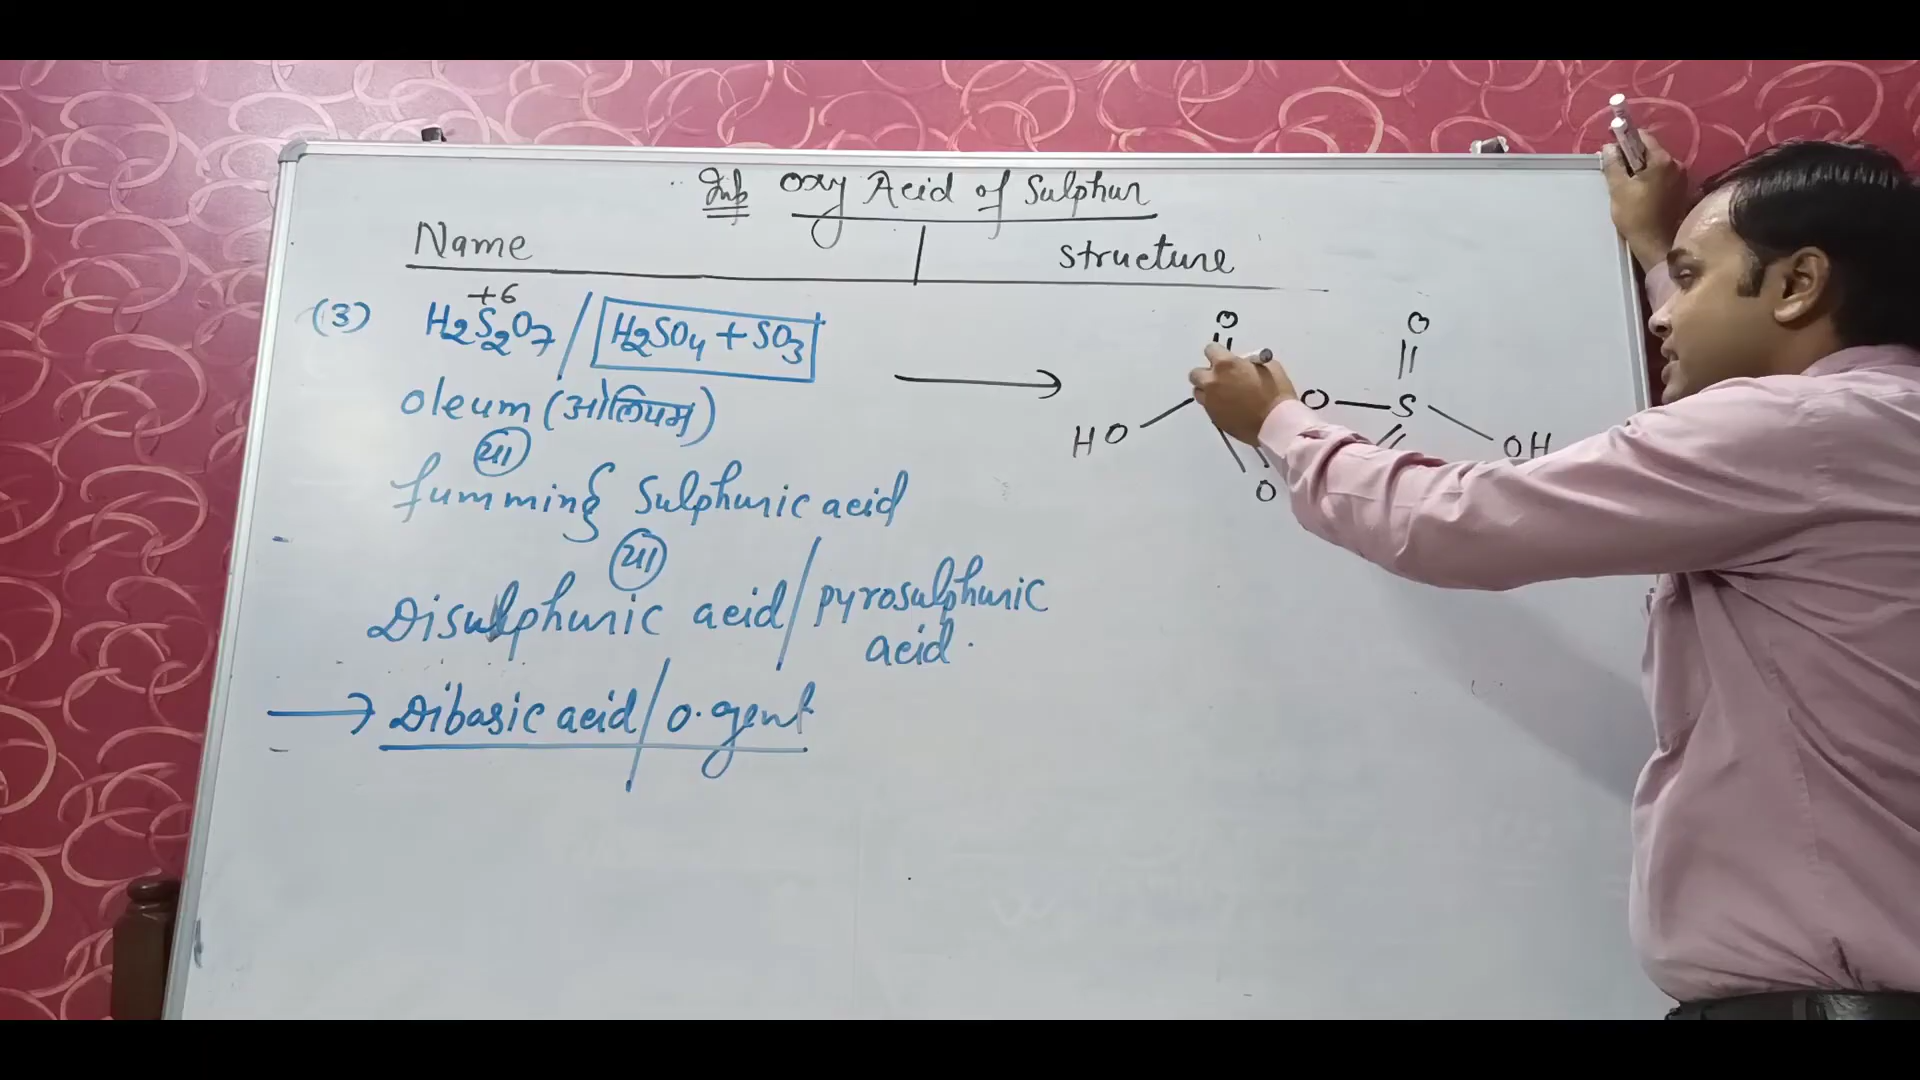 Imp Oxy Acid of Sulphur
Name
Structure
+6
(3) H2S2O7 / H2SO4 + SO3
oleum (ओलियम)
या
fumming Sulphuric acid
या
Disulphuric acid / pyrosulphuric
acid.
→ Dibasic acid / o. agent
O O
O — S
HO OH
O